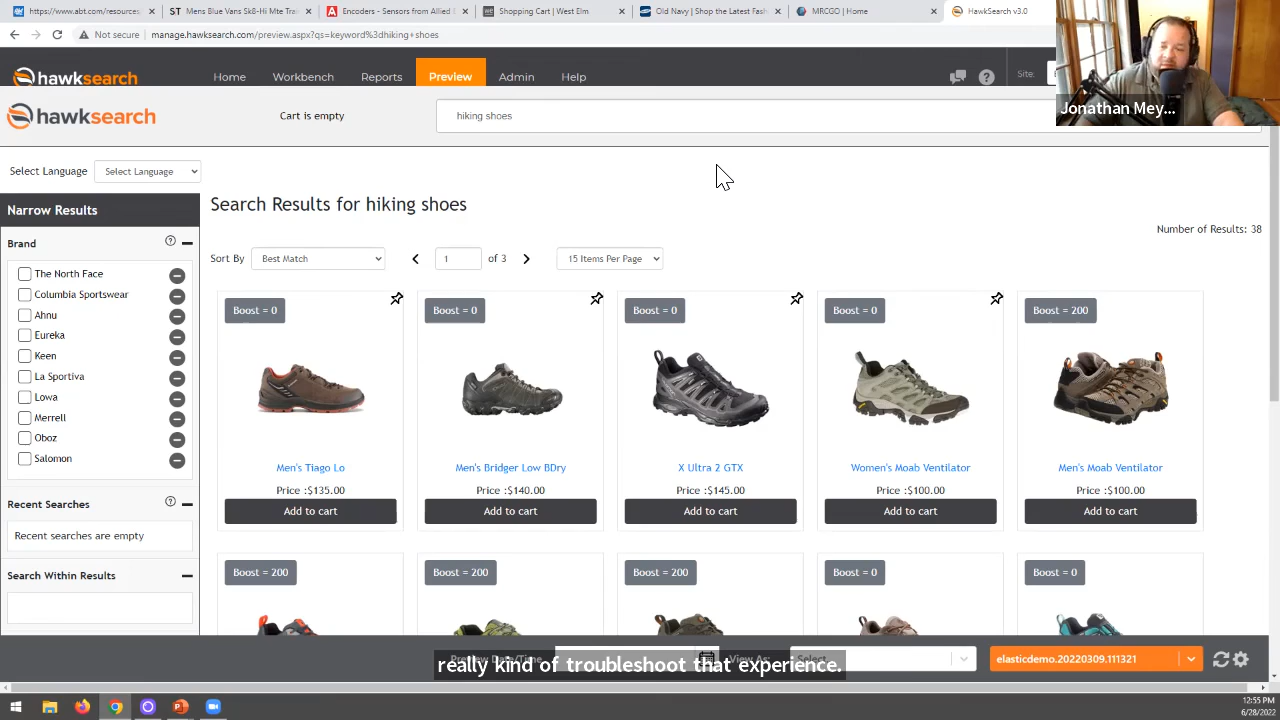 https://www.abt.com/resources,
ST Mens Blue Vans Sk8-Hi Mte Trai
Encoders - Sensors from Allied E
Shopping Cart | West Elm
Old Navy | Shop the Latest Fash
MRCGO | Home
HawkSearch v3.0
Not secure
manage.hawksearch.com/preview.aspx?qs=keyword%3dhiking+shoes
hawksearch
Home
Workbench
Reports
Preview
Admin
Help
Site:
Jonathan Mey...
hawksearch
Cart is empty
hiking shoes
Select Language
Select Language
Narrow Results
Search Results for hiking shoes
Number of Results: 38
Brand
Sort By
Best Match
1
of 3
15 Items Per Page
The North Face
Columbia Sportswear
Ahnu
Eureka
Keen
La Sportiva
Lowa
Merrell
Oboz
Salomon
Boost = 0
Boost = 0
Boost = 0
Boost = 0
Boost = 200
Men's Tiago Lo
Men's Bridger Low BDry
X Ultra 2 GTX
Women's Moab Ventilator
Men's Moab Ventilator
Price :$135.00
Price :$140.00
Price :$145.00
Price :$100.00
Price :$100.00
Add to cart
Add to cart
Add to cart
Add to cart
Add to cart
Recent Searches
Recent searches are empty
Search Within Results
Boost = 200
Boost = 200
Boost = 200
Boost = 0
Boost = 0
Preview Date/Time
View As:
Select
elasticdemo.20220309.111321
really kind of troubleshoot that experience.
12:55 PM
6/28/2022